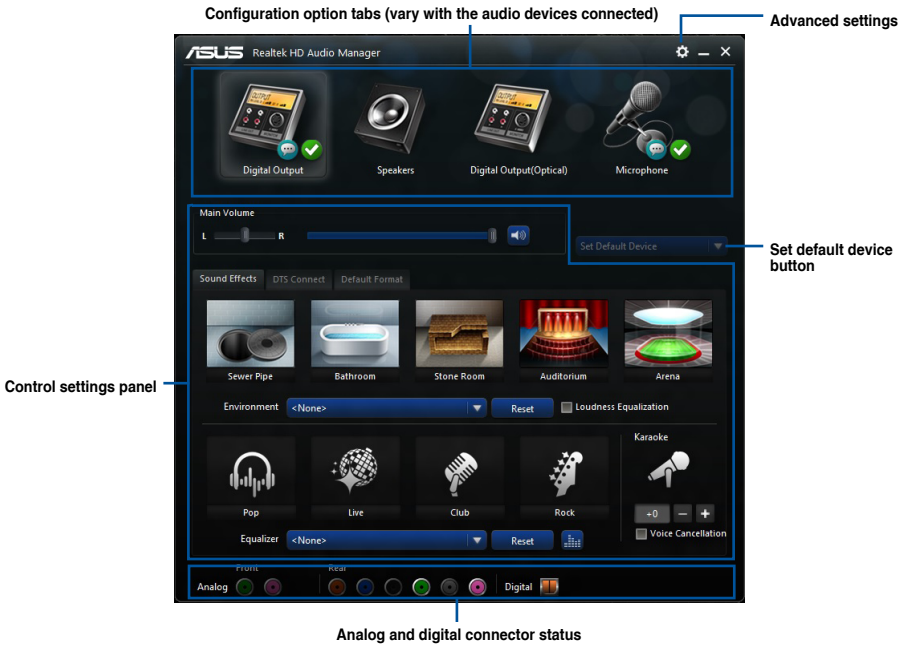 Configuration option tabs (vary with the audio devices connected)
Advanced settings
ASUS Realtek HD Audio Manager
OUTPUT
OUTPUT
Digital Output
Speakers
Digital Output(Optical)
Microphone
Main Volume
L
R
Set Default Device
Set default device
button
Sound Effects
DTS Connect
Default Format
Sewer Pipe
Bathroom
Stone Room
Auditorium
Arena
Control settings panel
Environment
<None>
Reset
Loudness Equalization
Karaoke
Pop
Live
Club
Rock
+0
Equalizer
<None>
Reset
Voice Cancellation
Front
Rear
Analog
Digital
Analog and digital connector status